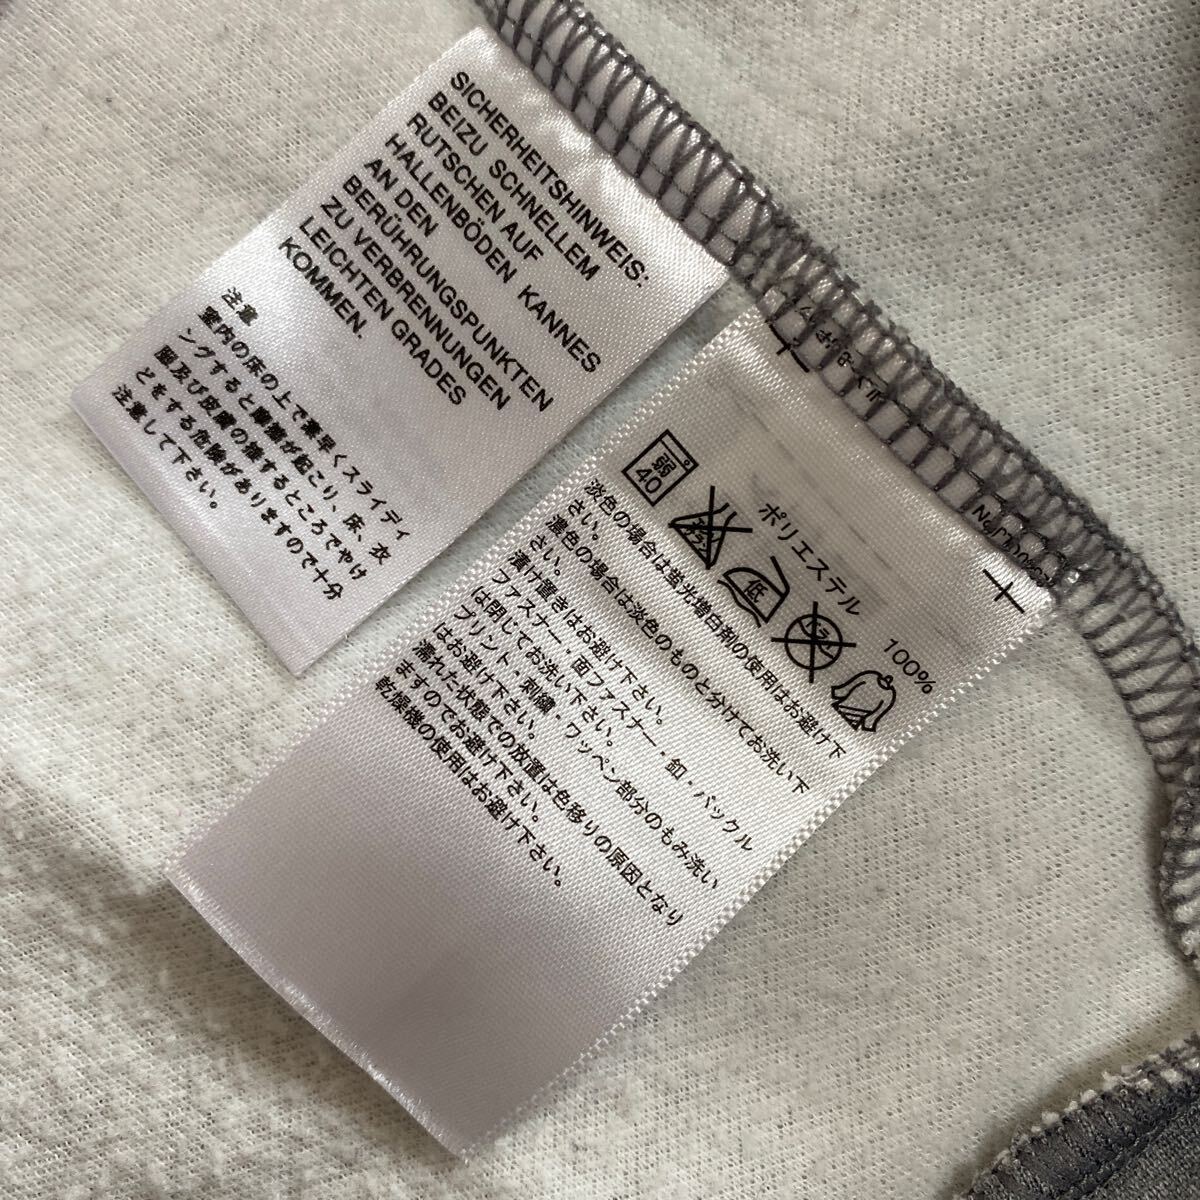 SICHERHEITSHINWEIS:
BEIZU SCHNELLEM
RUTSCHEN AUF
HALLENBÖDEN KANNES
AN DEN
BERÜHRUNGSPUNKTEN
ZU VERBRENNUNGEN
LEICHTEN GRADES
KOMMEN.
注意
室内の床の上で素早くスライディ
ングすると摩擦が起こり、床、衣
服及び皮膚の接するところでやけ
どをする危険がありますので十分
注意して下さい。
ポリエステル 100%
弱
40
低
淡色の場合は蛍光増白剤の使用はお避け下
さい。
濃色の場合は淡色のものと分けてお洗い下
さい。
漬け置きはお避け下さい。
ファスナー・面ファスナー・釦・バックル
は閉じてお洗い下さい。
プリント・刺繍・ワッペン部分のもみ洗い
はお避け下さい。
濡れた状態での放置は色移りの原因となり
ますのでお避け下さい。
乾燥機の使用はお避け下さい。